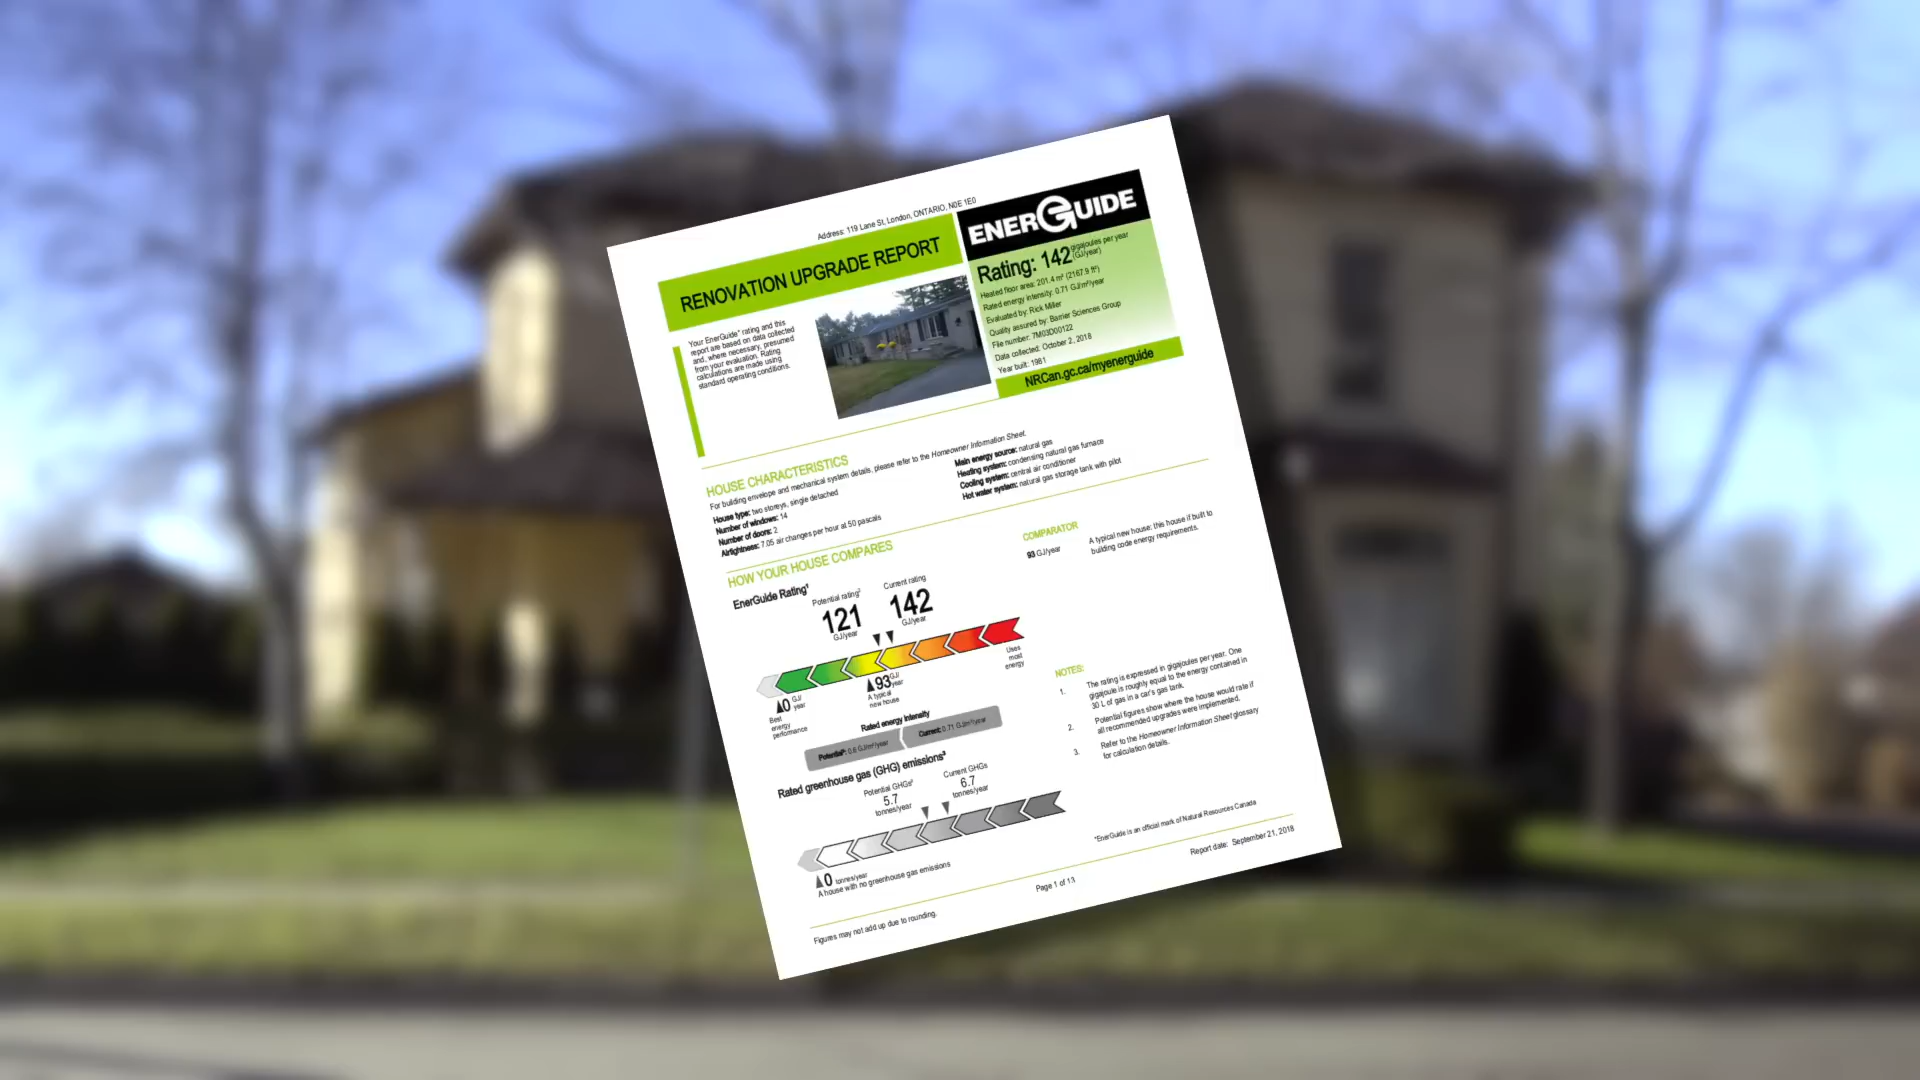 Address: 119 Lane St, London, ONTARIO, N0E 1E0
RENOVATION UPGRADE REPORT
ENERGUIDE
Rating: 142 gigajoules per year (GJ/year)
Heated floor area: 201.4 m² (2167.9 ft²)
Rated energy intensity: 0.71 GJ/m²/year
Evaluated by: Rick Miller
Quality assured by: Barrier Sciences Group
File number: 7M03D00122
Data collected: October 2, 2018
Year built: 1981
NRCan.gc.ca/myenerguide
Your EnerGuide* rating and this
report are based on data collected
and, where necessary, presumed
from your evaluation. Rating
calculations are made using
standard operating conditions.
HOUSE CHARACTERISTICS
For building envelope and mechanical system details, please refer to the Homeowner Information Sheet.
House type: two storeys, single detached
Number of windows: 14
Number of doors: 2
Airtightness: 7.05 air changes per hour at 50 pascals
Main energy source: natural gas
Heating system: condensing natural gas furnace
Cooling system: central air conditioner
Hot water system: natural gas storage tank with pilot
HOW YOUR HOUSE COMPARES
EnerGuide Rating¹
Potential rating²
121
GJ/year
Current rating
142
GJ/year
0 GJ/year
Best
energy
performance
93 GJ/year
A typical
new house
Uses
most
energy
Rated energy intensity
Potential²: 0.6 GJ/m²/year
Current: 0.71 GJ/m²/year
Rated greenhouse gas (GHG) emissions³
Potential GHGs²
5.7
tonnes/year
Current GHGs
6.7
tonnes/year
0 tonnes/year
A house with no greenhouse gas emissions
COMPARATOR
93 GJ/year
A typical new house: this house if built to
building code energy requirements.
NOTES:
1. The rating is expressed in gigajoules per year. One
gigajoule is roughly equal to the energy contained in
30 L of gas in a car's gas tank.
2. Potential figures show where the house would rate if
all recommended upgrades were implemented.
3. Refer to the Homeowner Information Sheet glossary
for calculation details.
*EnerGuide is an official mark of Natural Resources Canada
Figures may not add up due to rounding.
Page 1 of 13
Report date: September 21, 2018